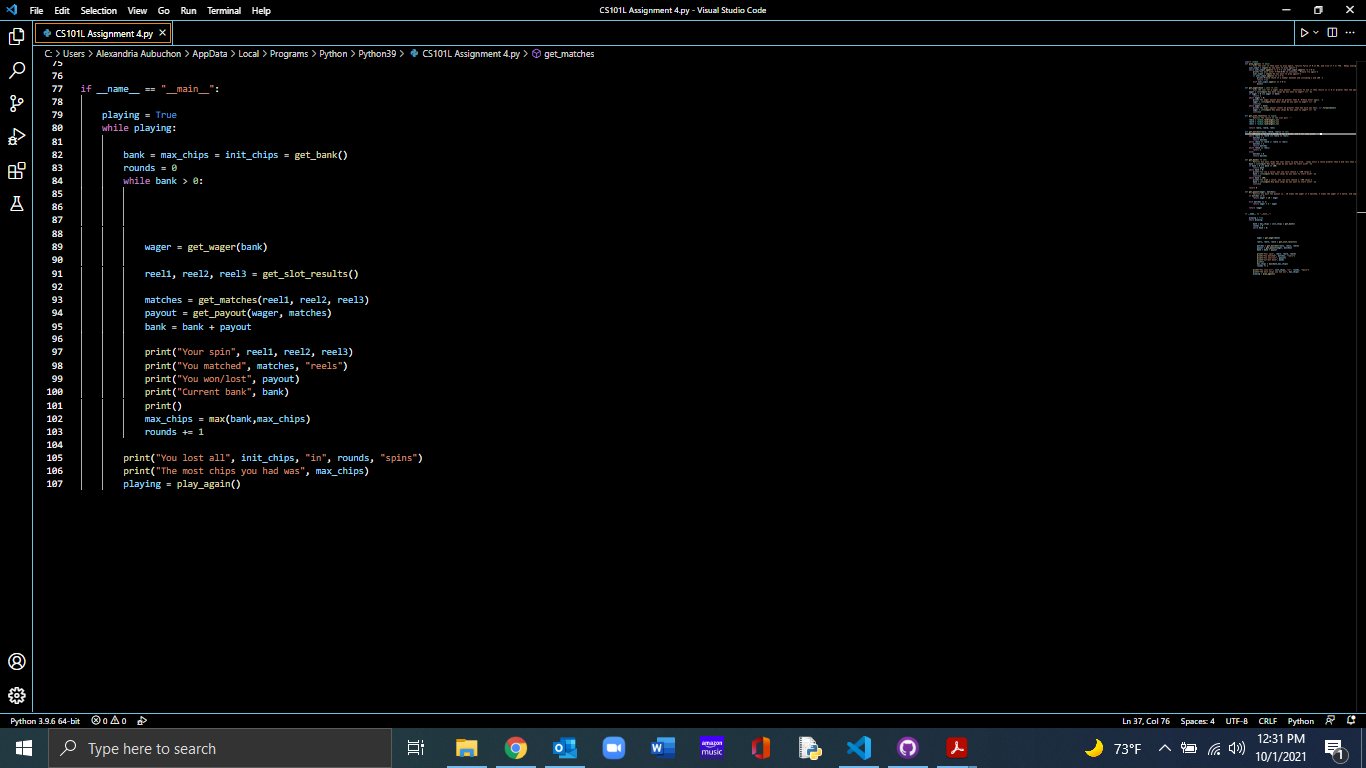 File Edit Selection View Go Run Terminal Help
CS101L Assignment 4.py - Visual Studio Code
CS101L Assignment 4.py
C: > Users > Alexandria Aubuchon > AppData > Local > Programs > Python > Python39 > CS101L Assignment 4.py > get_matches
75
76
77 if __name__ == "__main__":
78
79 playing = True
80 while playing:
81
82 bank = max_chips = init_chips = get_bank()
83 rounds = 0
84 while bank > 0:
85
86
87
88
89 wager = get_wager(bank)
90
91 reel1, reel2, reel3 = get_slot_results()
92
93 matches = get_matches(reel1, reel2, reel3)
94 payout = get_payout(wager, matches)
95 bank = bank + payout
96
97 print("Your spin", reel1, reel2, reel3)
98 print("You matched", matches, "reels")
99 print("You won/lost", payout)
100 print("Current bank", bank)
101 print()
102 max_chips = max(bank,max_chips)
103 rounds += 1
104
105 print("You lost all", init_chips, "in", rounds, "spins")
106 print("The most chips you had was", max_chips)
107 playing = play_again()
Python 3.9.6 64-bit 0 0 Ln 37, Col 76 Spaces: 4 UTF-8 CRLF Python
Type here to search
amazon music
73°F
12:31 PM
10/1/2021
1